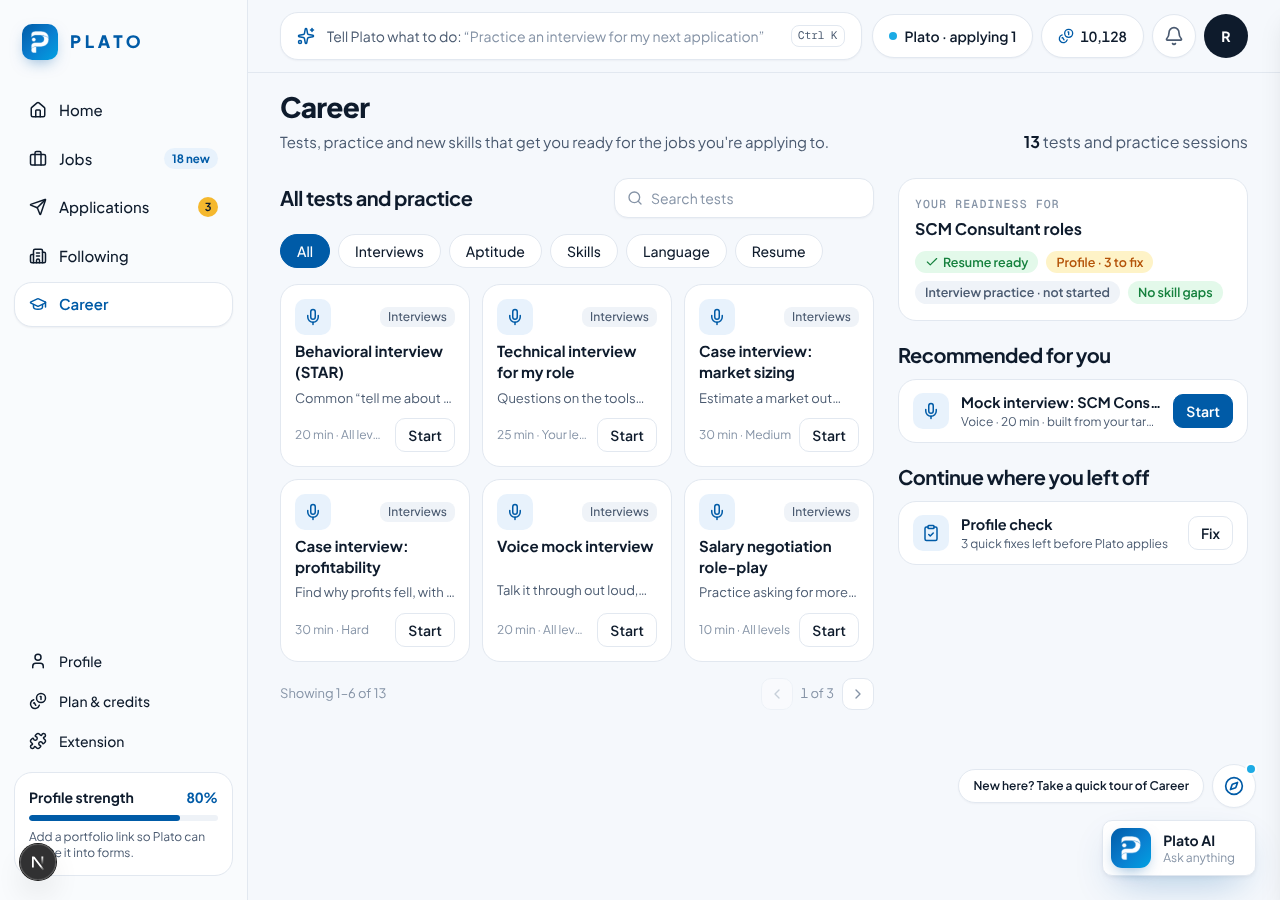 PLATO
Home
Jobs
18 new
Applications
3
Following
Career
Profile
Plan & credits
Extension
Profile strength
80%
Add a portfolio link so Plato can
it into forms.
N
Tell Plato what to do: “Practice an interview for my next application”
Ctrl K
Plato · applying 1
10,128
R
Career
Tests, practice and new skills that get you ready for the jobs you're applying to.
13 tests and practice sessions
All tests and practice
Search tests
All
Interviews
Aptitude
Skills
Language
Resume
Interviews
Behavioral interview
(STAR)
Common “tell me about …
20 min · All lev…
Start
Interviews
Technical interview
for my role
Questions on the tools…
25 min · Your le…
Start
Interviews
Case interview:
market sizing
Estimate a market out…
30 min · Medium
Start
Interviews
Case interview:
profitability
Find why profits fell, with …
30 min · Hard
Start
Interviews
Voice mock interview
Talk it through out loud,…
20 min · All lev…
Start
Interviews
Salary negotiation
role-play
Practice asking for more…
10 min · All levels
Start
Showing 1–6 of 13
1 of 3
YOUR READINESS FOR
SCM Consultant roles
Resume ready
Profile · 3 to fix
Interview practice · not started
No skill gaps
Recommended for you
Mock interview: SCM Cons…
Voice · 20 min · built from your tar…
Start
Continue where you left off
Profile check
3 quick fixes left before Plato applies
Fix
New here? Take a quick tour of Career
Plato AI
Ask anything